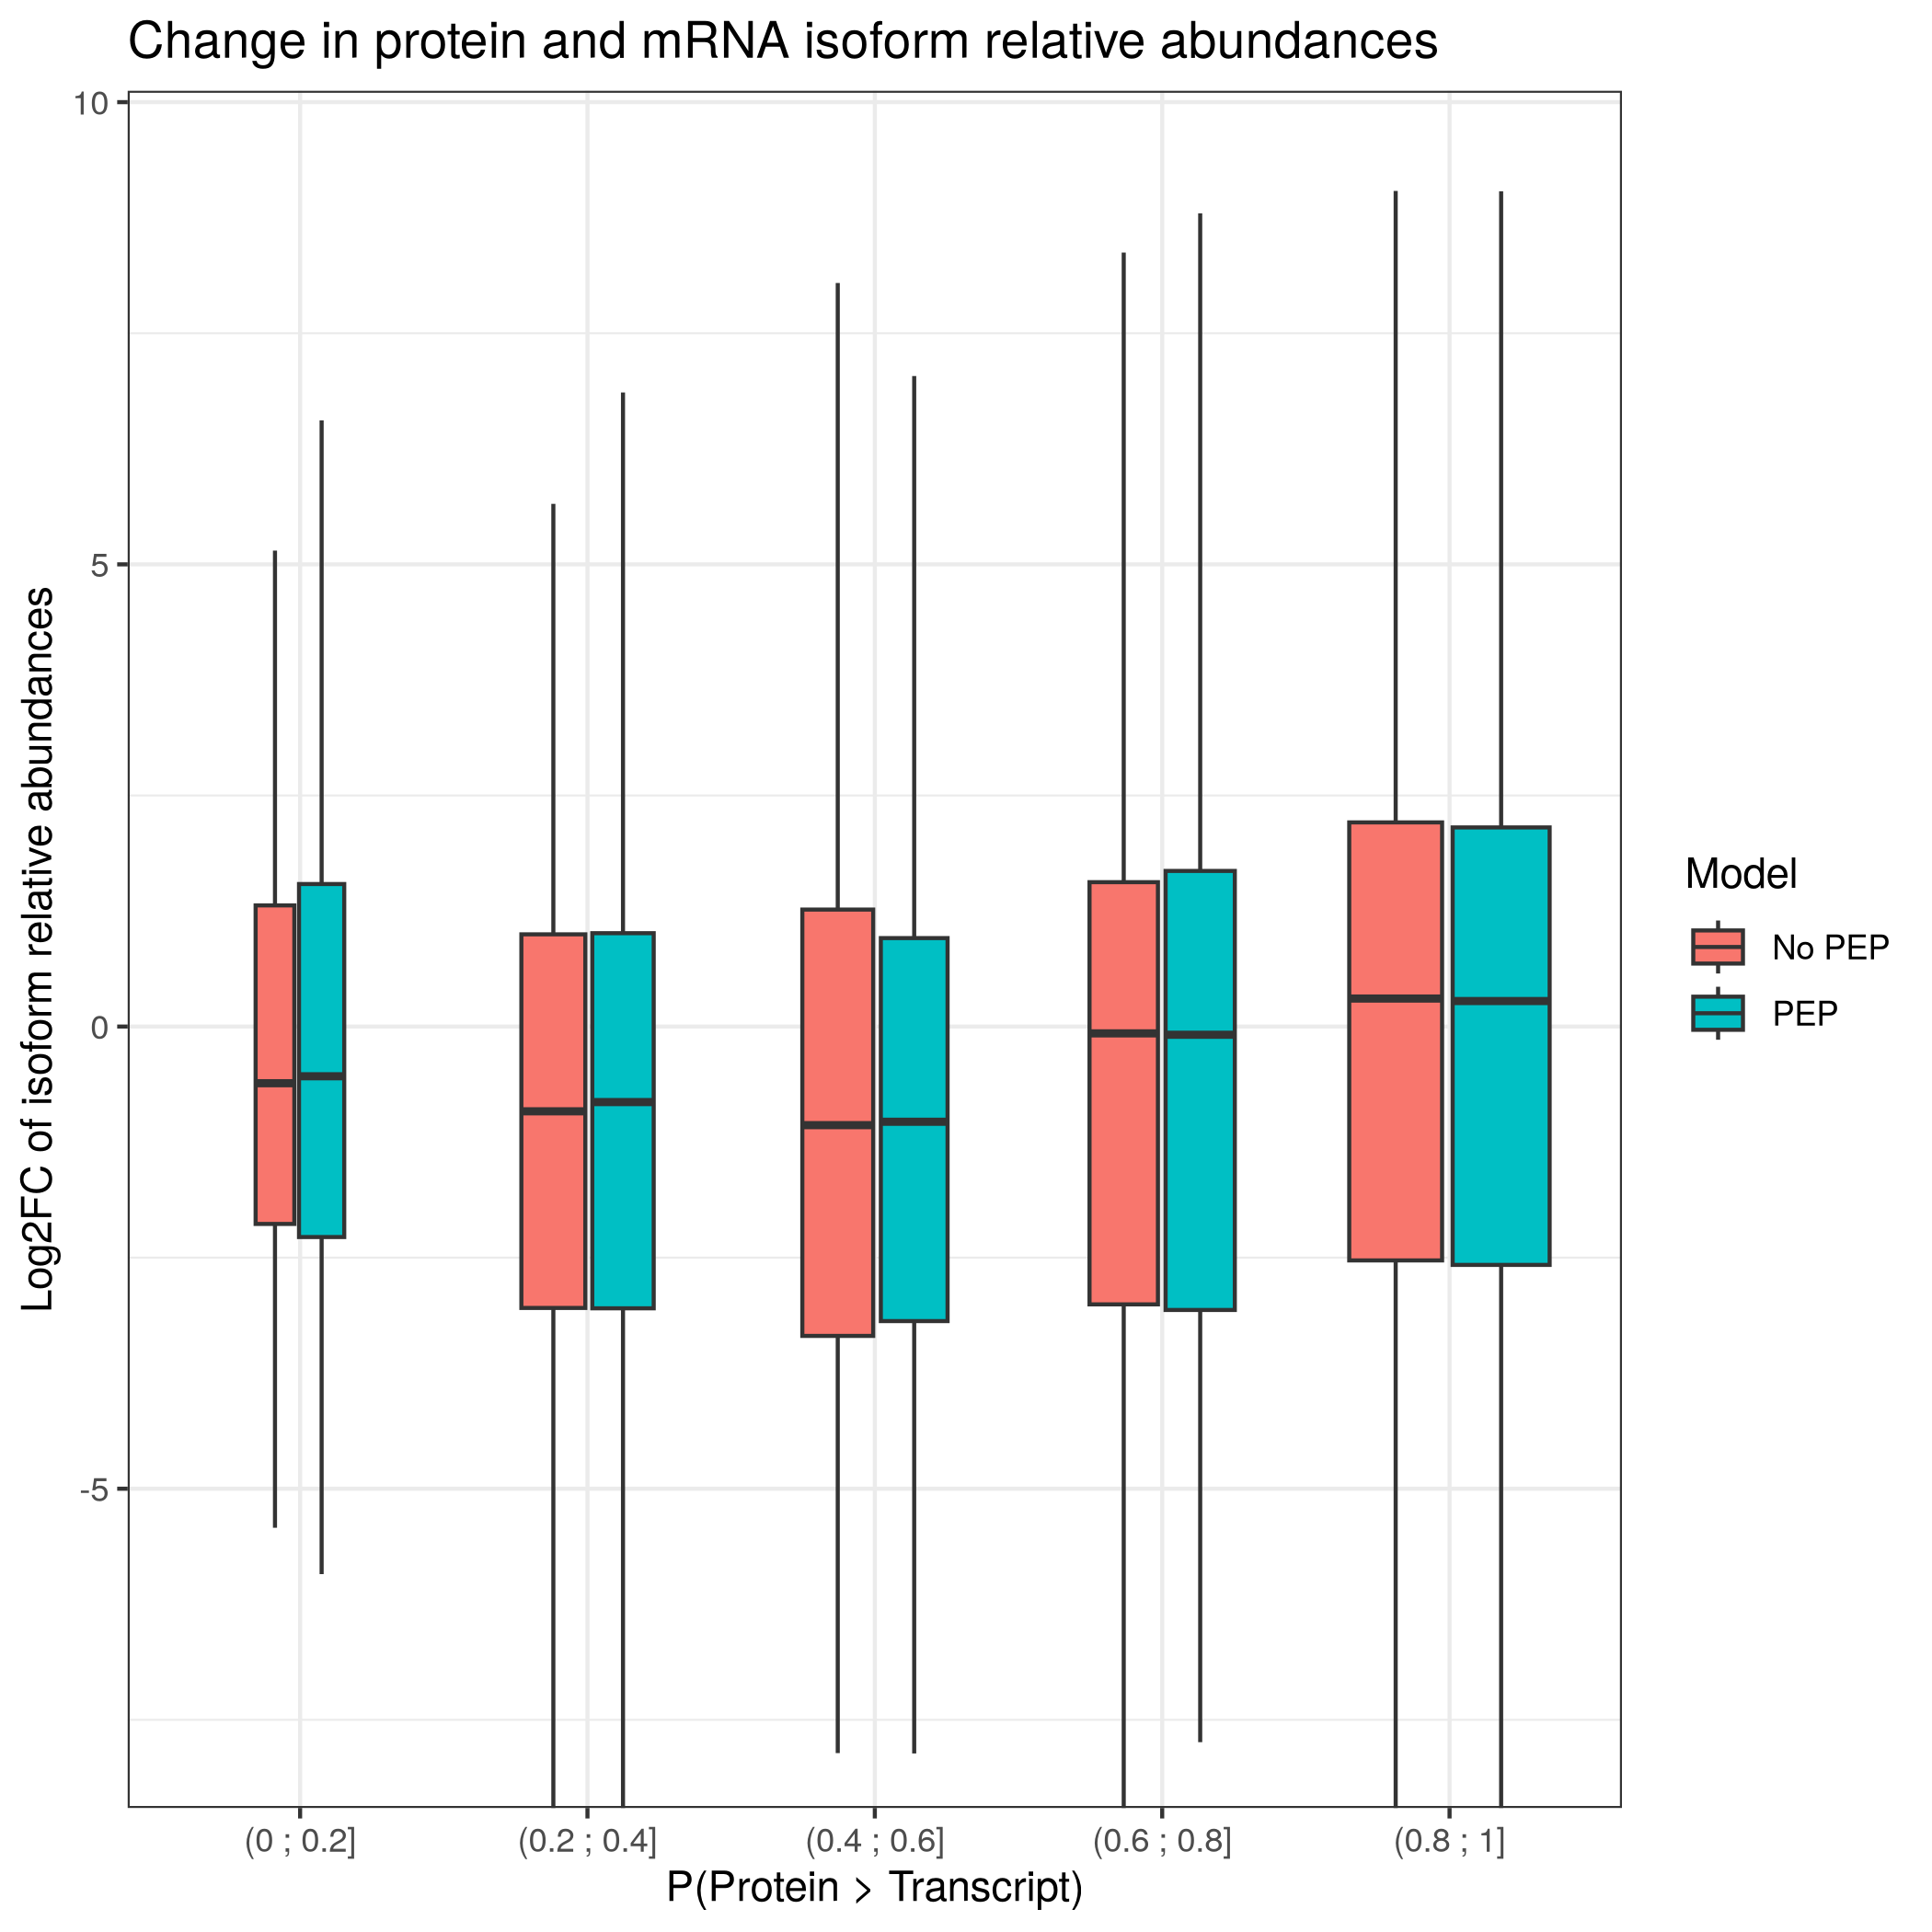 Change in protein and mRNA isoform relative abundances
Log2FC of isoform relative abundances
10
5
0
-5
(0 ; 0.2]
(0.2 ; 0.4]
(0.4 ; 0.6]
(0.6 ; 0.8]
(0.8 ; 1]
P(Protein > Transcript)
Model
No PEP
PEP